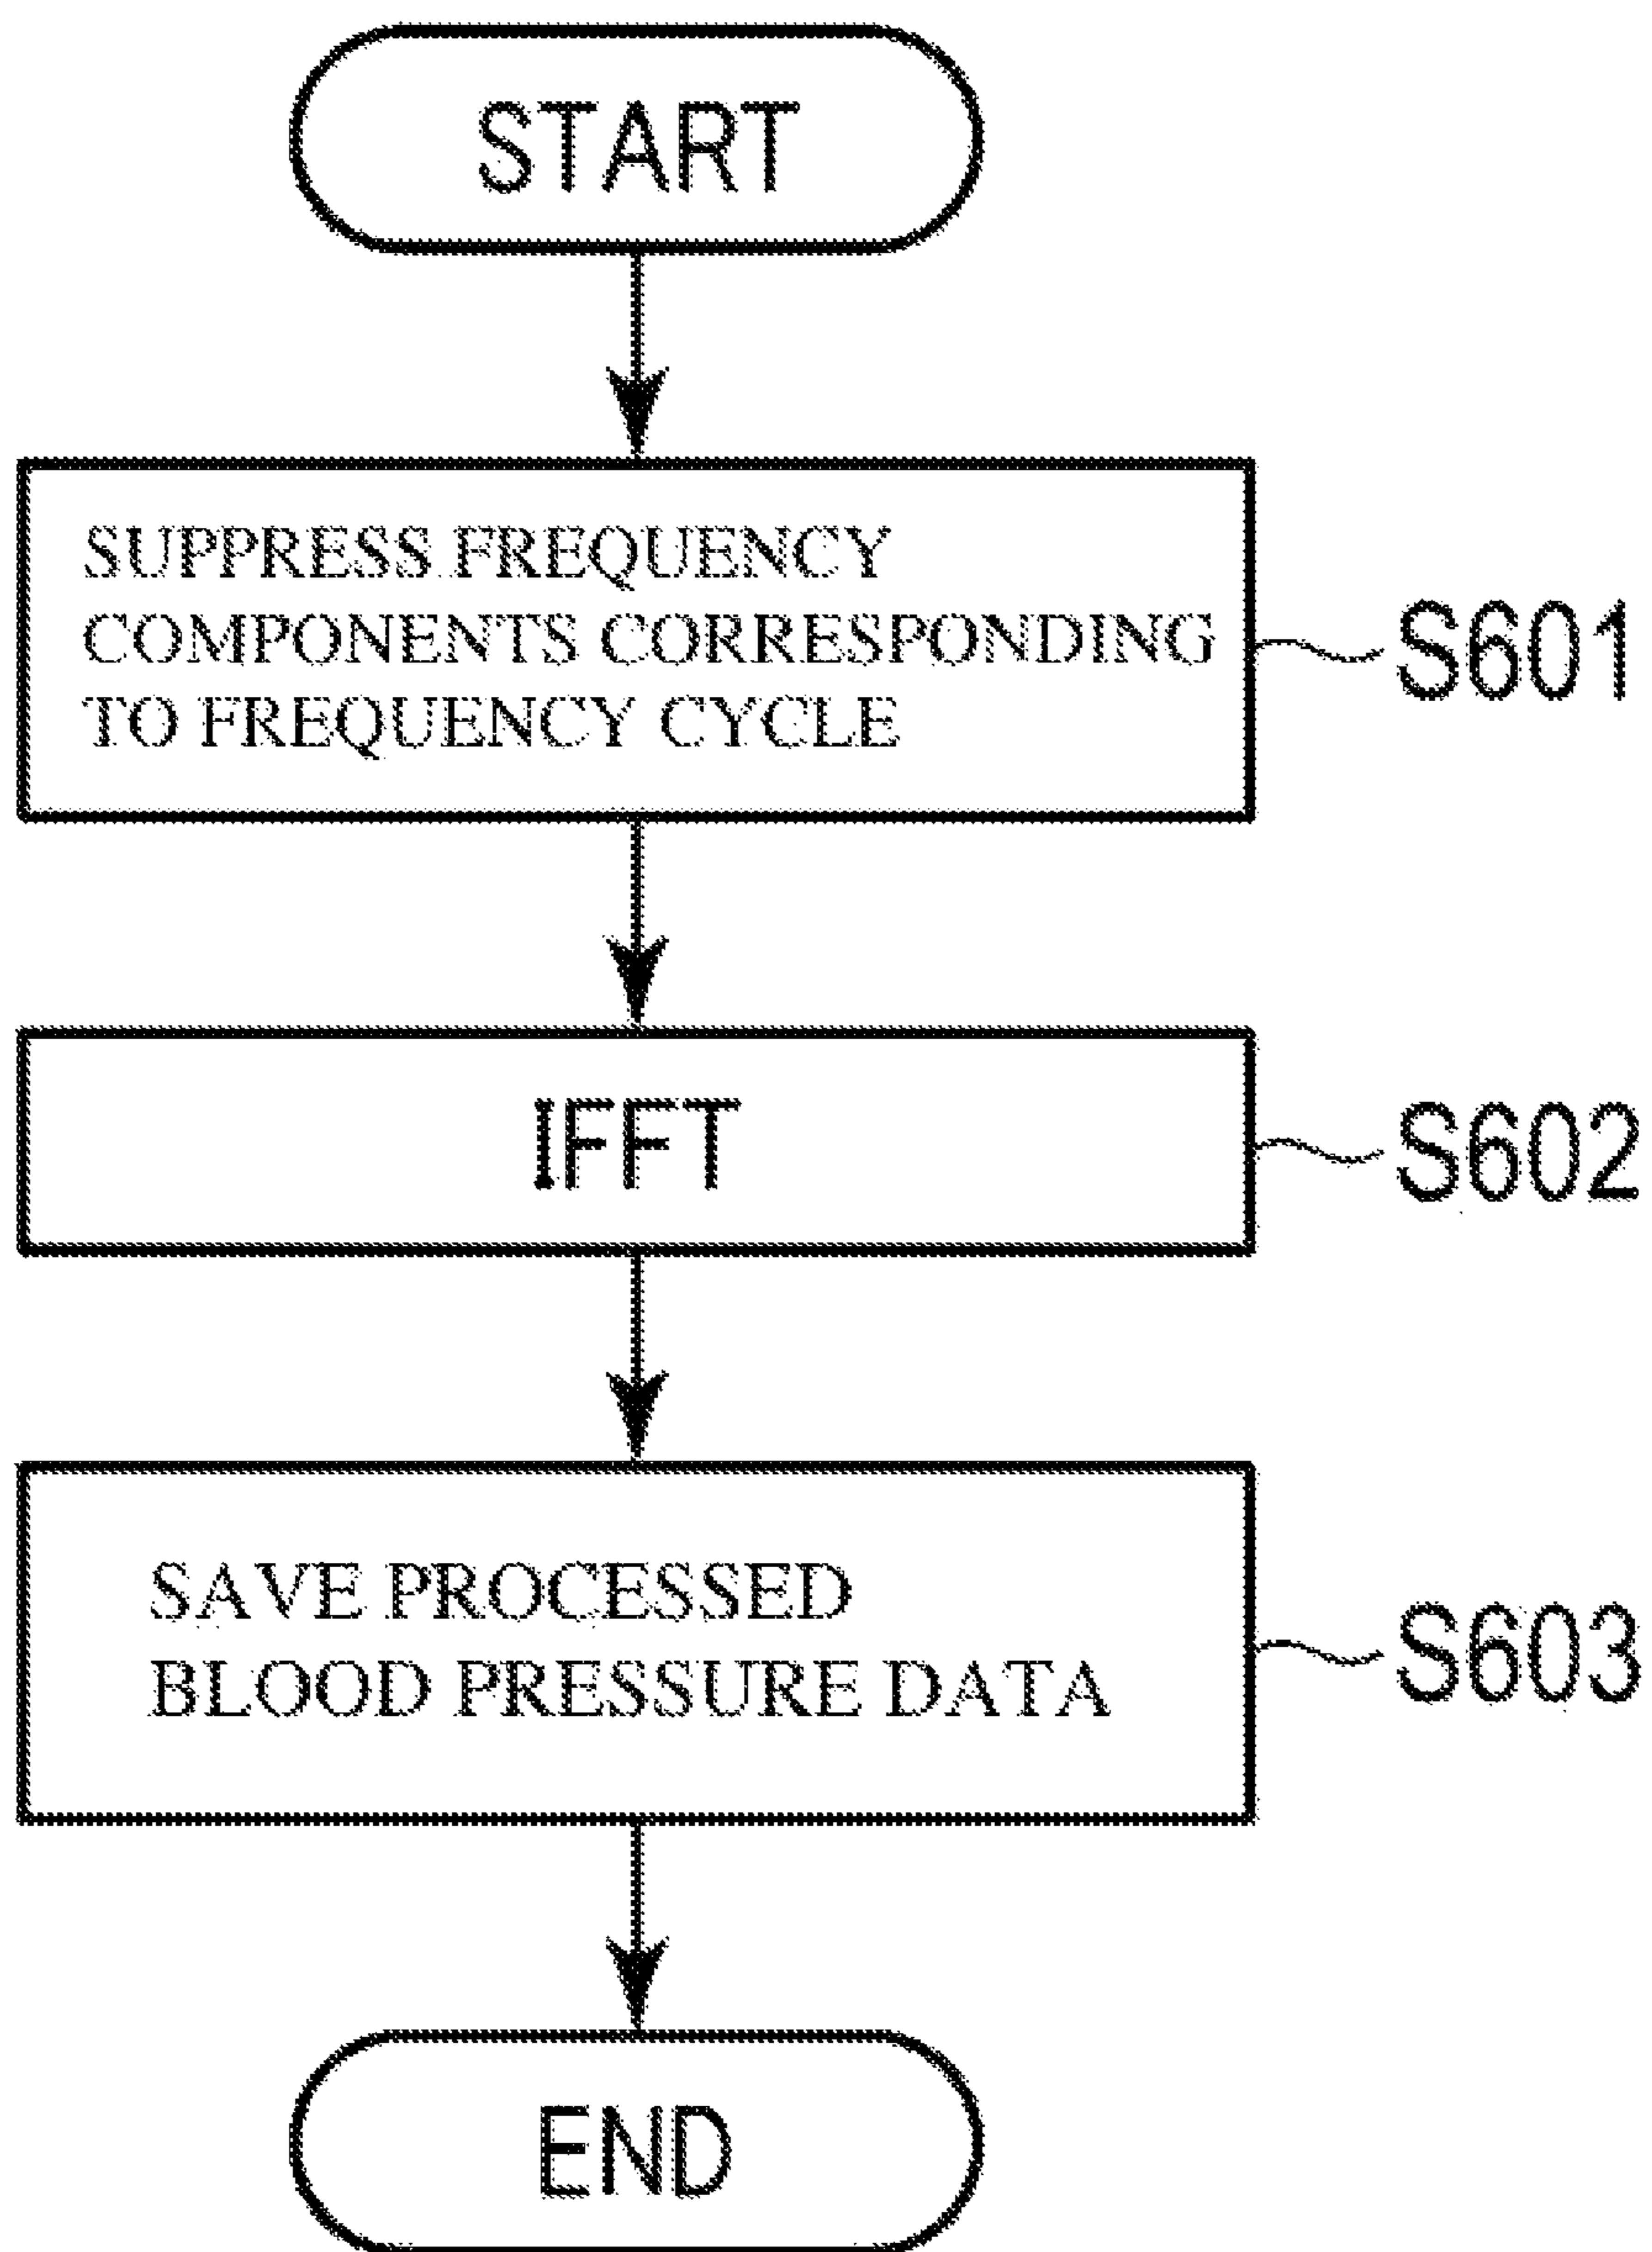 START
SUPPRESS FREQUENCY
COMPONENTS CORRESPONDING
TO FREQUENCY CYCLE
S601
IFFT
S602
SAVE PROCESSED
BLOOD PRESSURE DATA
S603
END